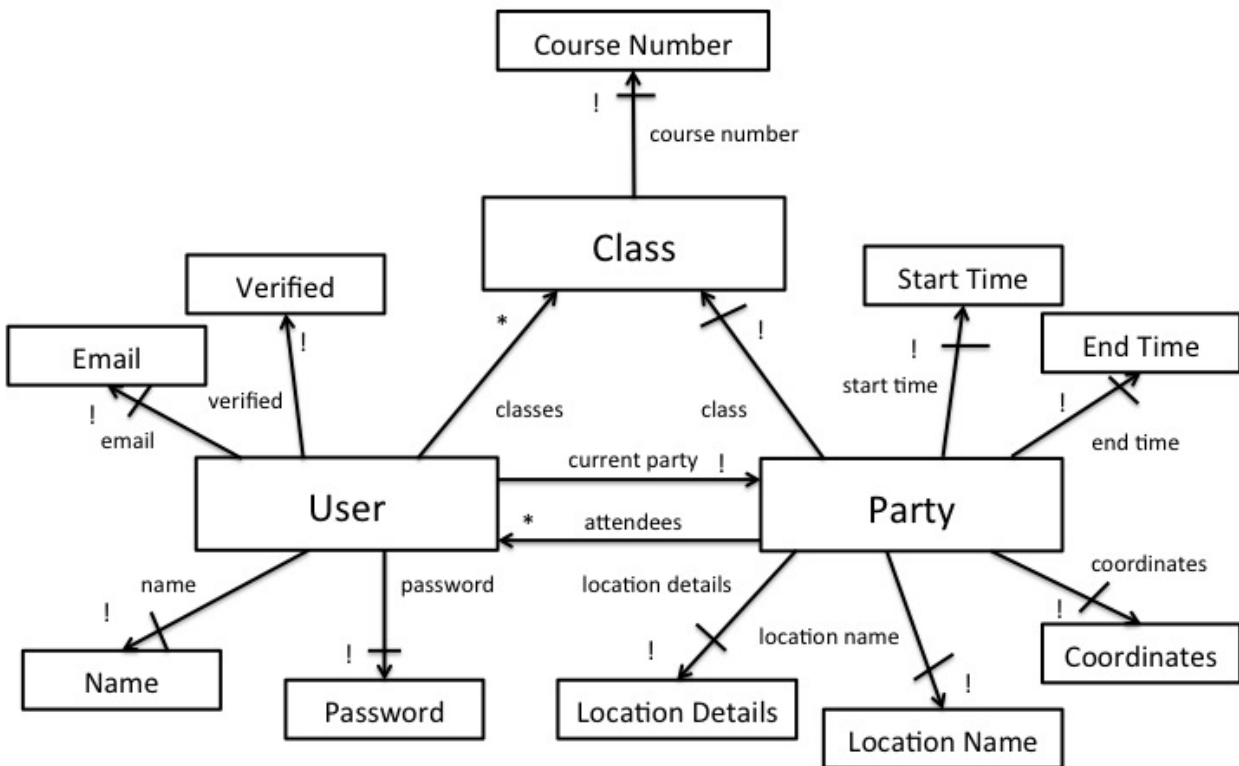 Course Number
!
course number
Class
Verified
Start Time
Email
End Time
*
!
!
!
!
!
verified
start time
email
classes
class
end time
current party !
User
Party
* attendees
name
password
location details
coordinates
!
location name
!
!
!
!
Name
Password
Location Details
Coordinates
Location Name
!